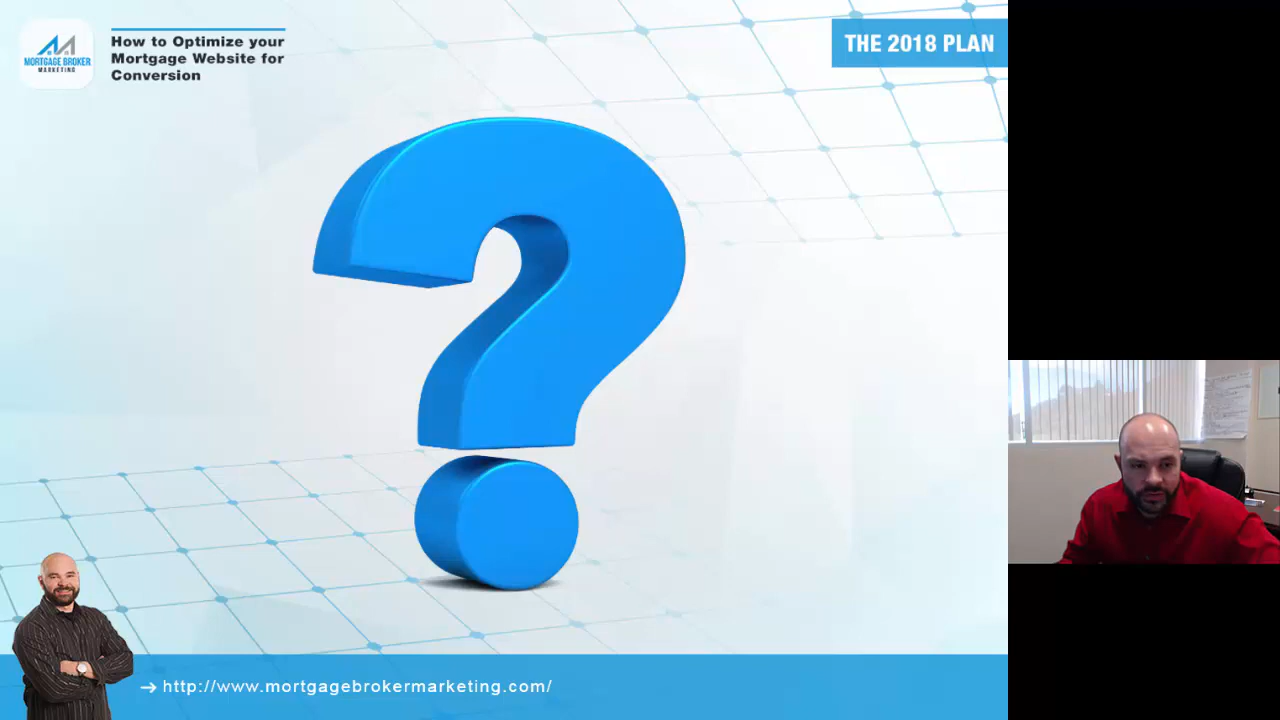 MORTGAGE BROKER
MARKETING
How to Optimize your
Mortgage Website for
Conversion
THE 2018 PLAN
http://www.mortgagebrokermarketing.com/